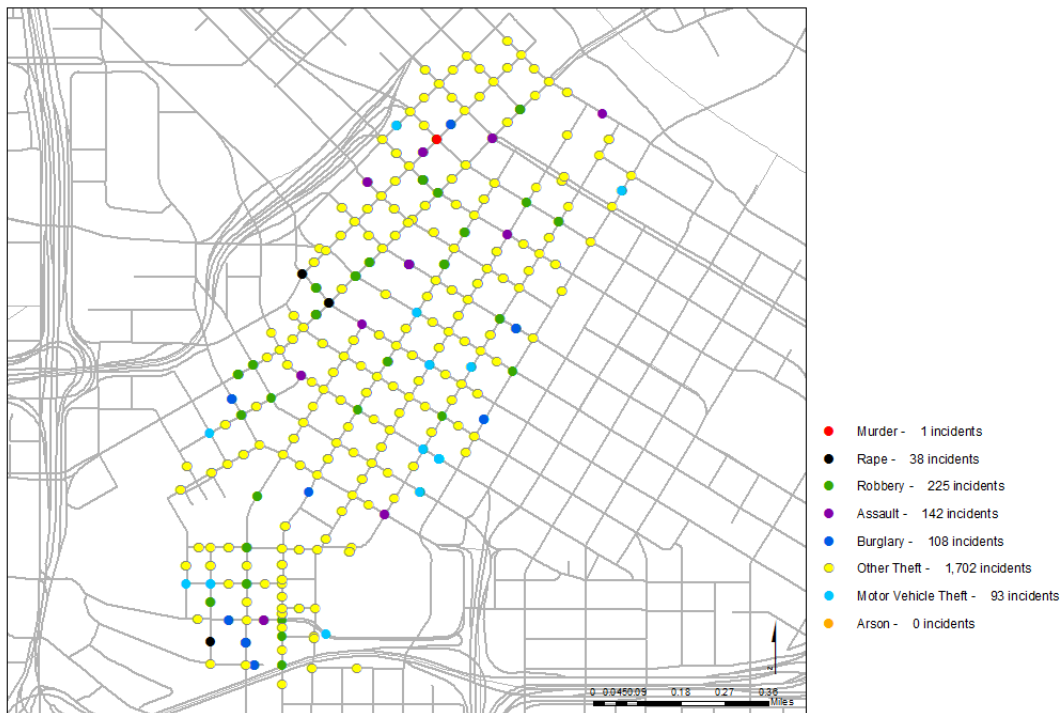 Murder - 1 incidents
Rape - 38 incidents
Robbery - 225 incidents
Assault - 142 incidents
Burglary - 108 incidents
Other Theft - 1,702 incidents
Motor Vehicle Theft - 93 incidents
Arson - 0 incidents
N
0 0.0450.09 0.18 0.27 0.36
Miles